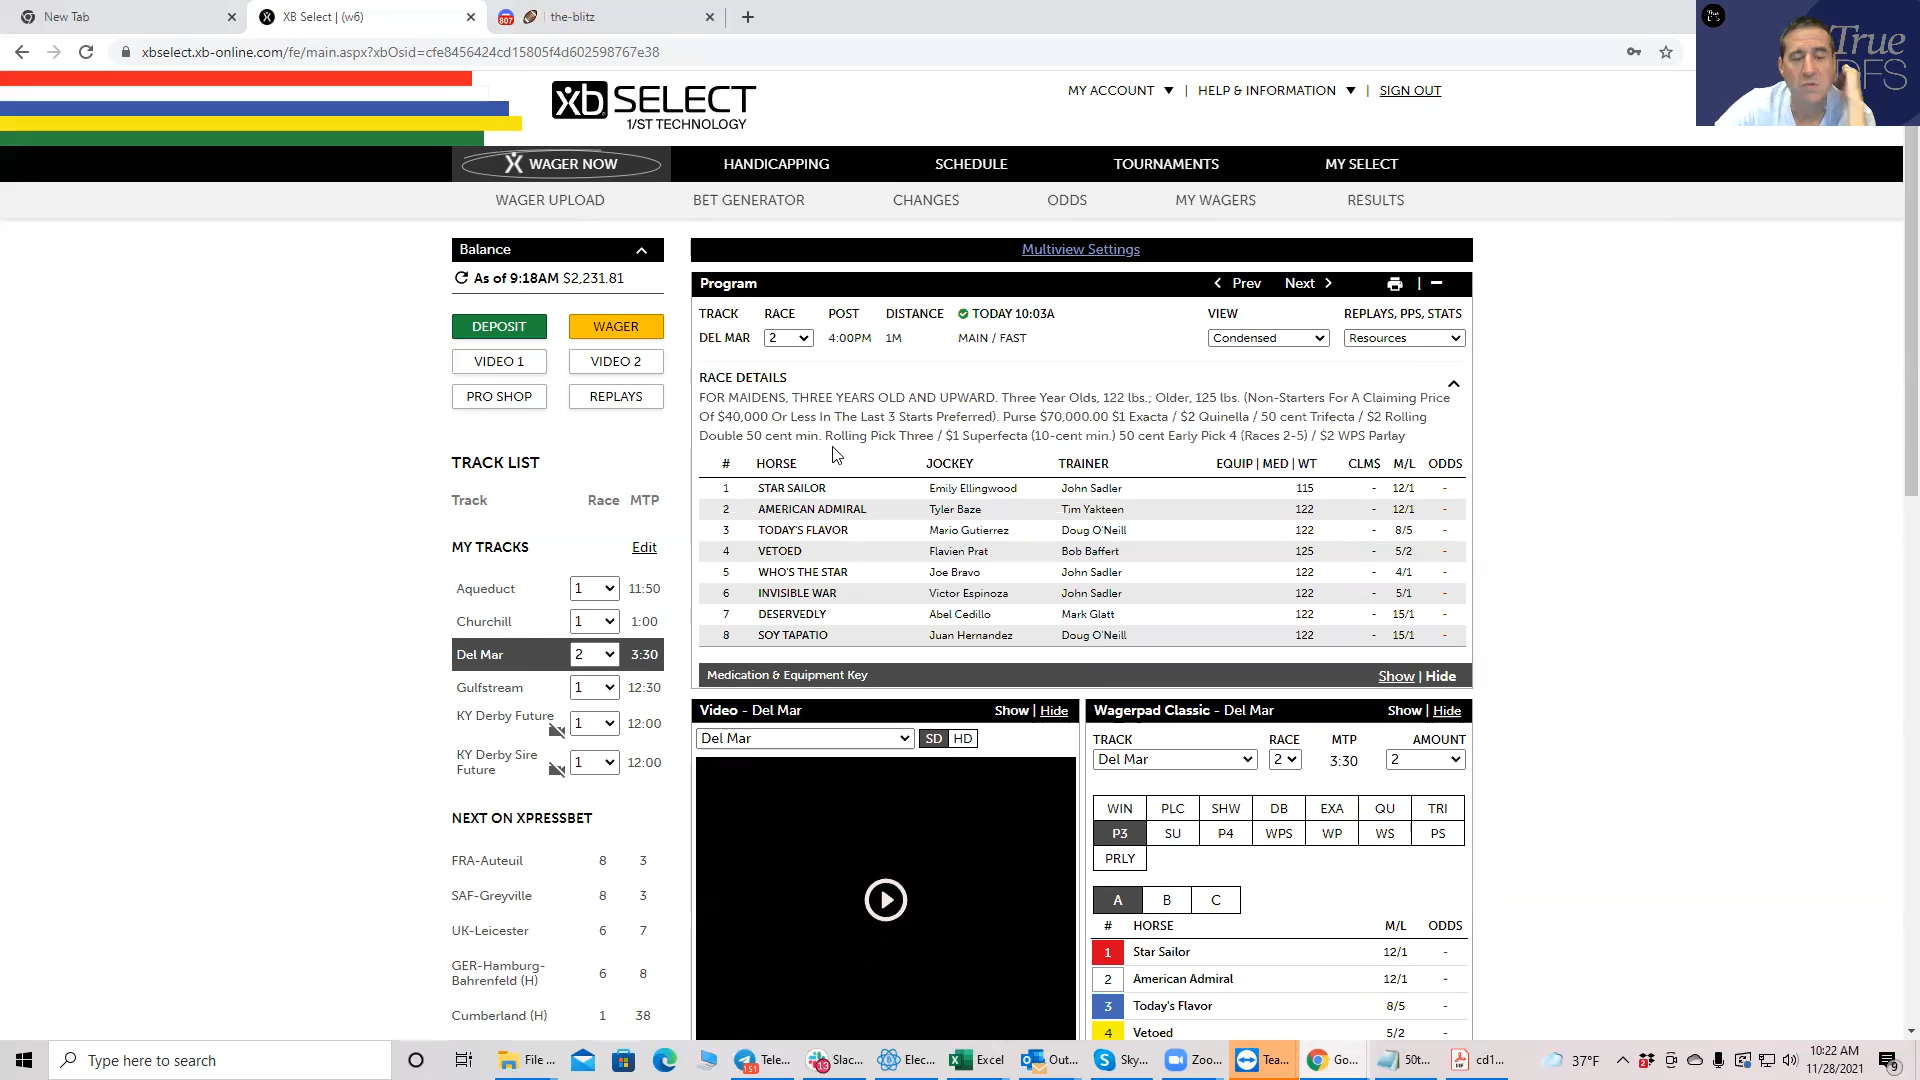 New Tab
XB Select | (w6)
807
the-blitz
xbselect.xb-online.com/fe/main.aspx?xbOsid=cfe8456424cd15805f4d602598767e38
True
DFS
xb SELECT
1/ST TECHNOLOGY
MY ACCOUNT ▼ | HELP & INFORMATION ▼ | SIGN OUT
X WAGER NOW HANDICAPPING SCHEDULE TOURNAMENTS MY SELECT
WAGER UPLOAD BET GENERATOR CHANGES ODDS MY WAGERS RESULTS
Balance
As of 9:18AM $2,231.81
DEPOSIT WAGER
VIDEO 1 VIDEO 2
PRO SHOP REPLAYS
TRACK LIST
Track Race MTP
MY TRACKS Edit
Aqueduct 1 11:50
Churchill 1 1:00
Del Mar 2 3:30
Gulfstream 1 12:30
KY Derby Future 1 12:00
KY Derby Sire
Future 1 12:00
NEXT ON XPRESSBET
FRA-Auteuil 8 3
SAF-Greyville 8 3
UK-Leicester 6 7
GER-Hamburg-
Bahrenfeld (H) 6 8
Cumberland (H) 1 38
Multiview Settings
Program Prev Next | −
TRACK RACE POST DISTANCE TODAY 10:03A VIEW REPLAYS, PPS, STATS
DEL MAR 2 4:00PM 1M MAIN / FAST Condensed Resources
RACE DETAILS
FOR MAIDENS, THREE YEARS OLD AND UPWARD. Three Year Olds, 122 lbs.; Older, 125 lbs. (Non-Starters For A Claiming Price
Of $40,000 Or Less In The Last 3 Starts Preferred). Purse $70,000.00 $1 Exacta / $2 Quinella / 50 cent Trifecta / $2 Rolling
Double 50 cent min. Rolling Pick Three / $1 Superfecta (10-cent min.) 50 cent Early Pick 4 (Races 2-5) / $2 WPS Parlay
# HORSE JOCKEY TRAINER EQUIP | MED | WT CLM$ M/L ODDS
1 STAR SAILOR Emily Ellingwood John Sadler 115 - 12/1 -
2 AMERICAN ADMIRAL Tyler Baze Tim Yakteen 122 - 12/1 -
3 TODAY'S FLAVOR Mario Gutierrez Doug O'Neill 122 - 8/5 -
4 VETOED Flavien Prat Bob Baffert 125 - 5/2 -
5 WHO'S THE STAR Joe Bravo John Sadler 122 - 4/1 -
6 INVISIBLE WAR Victor Espinoza John Sadler 122 - 5/1 -
7 DESERVEDLY Abel Cedillo Mark Glatt 122 - 15/1 -
8 SOY TAPATIO Juan Hernandez Doug O'Neill 122 - 15/1 -
Medication & Equipment Key Show | Hide
Video - Del Mar Show | Hide
Del Mar SD HD
Wagerpad Classic - Del Mar Show | Hide
TRACK RACE MTP AMOUNT
Del Mar 2 3:30 2
WIN PLC SHW DB EXA QU TRI
P3 SU P4 WPS WP WS PS
PRLY
A B C
# HORSE M/L ODDS
1 Star Sailor 12/1 -
2 American Admiral 12/1 -
3 Today's Flavor 8/5 -
4 Vetoed 5/2 -
Type here to search
File ...
151 Tele...
13 Slac...
Elec...
Excel
Out...
Sky...
Zoo...
Tea...
Go...
50t...
cd1...
37°F
10:22 AM
11/28/2021
9